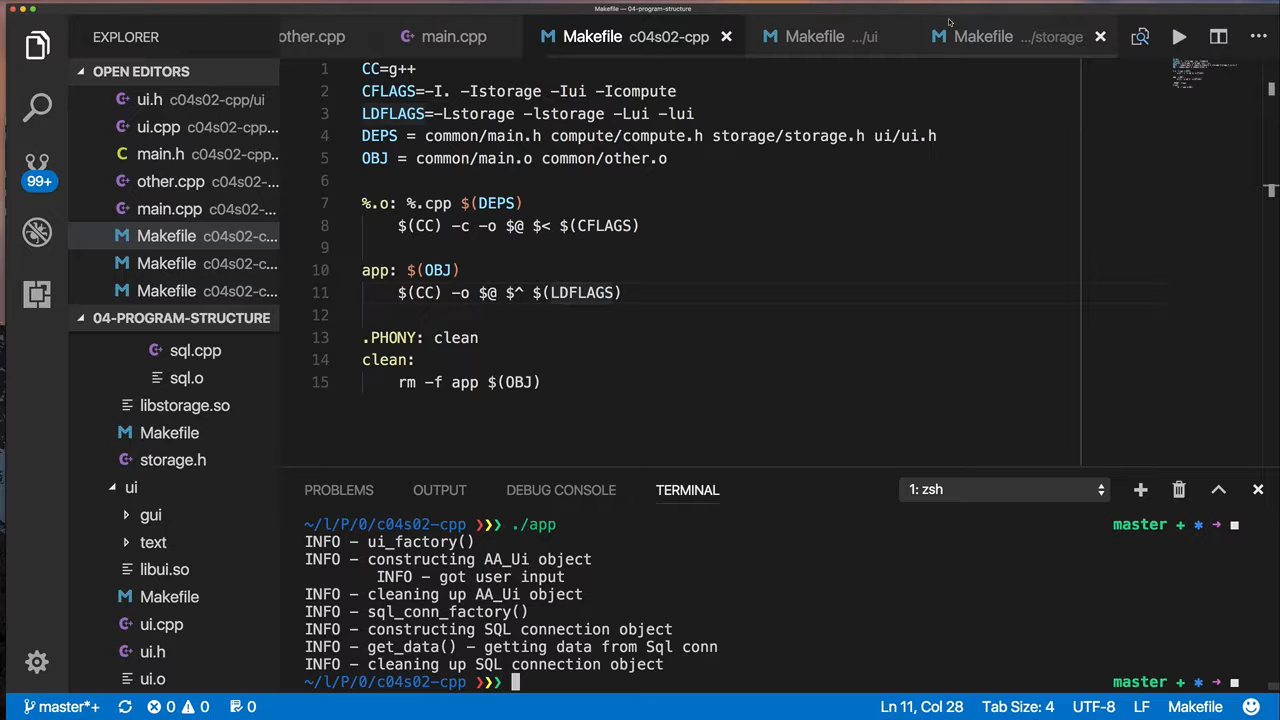 Makefile — 04-program-structure
EXPLORER
other.cpp
main.cpp
Makefile c04s02-cpp
Makefile .../ui
Makefile .../storage
OPEN EDITORS
ui.h c04s02-cpp/ui
ui.cpp c04s02-cpp...
main.h c04s02-cpp...
99+
other.cpp c04s02-...
main.cpp c04s02-...
Makefile c04s02-c...
Makefile c04s02-c...
Makefile c04s02-c...
04-PROGRAM-STRUCTURE
sql.cpp
sql.o
libstorage.so
Makefile
storage.h
ui
gui
text
libui.so
Makefile
ui.cpp
ui.h
ui.o
1 CC=g++
2 CFLAGS=-I. -Istorage -Iui -Icompute
3 LDFLAGS=-Lstorage -lstorage -Lui -lui
4 DEPS = common/main.h compute/compute.h storage/storage.h ui/ui.h
5 OBJ = common/main.o common/other.o
6
7 %.o: %.cpp $(DEPS)
8 $(CC) -c -o $@ $< $(CFLAGS)
9
10 app: $(OBJ)
11 $(CC) -o $@ $^ $(LDFLAGS)
12
13 .PHONY: clean
14 clean:
15 rm -f app $(OBJ)
PROBLEMS OUTPUT DEBUG CONSOLE TERMINAL
1: zsh
~/l/P/0/c04s02-cpp ❯❯❯ ./app master + * → ■
INFO - ui_factory()
INFO - constructing AA_Ui object
INFO - got user input
INFO - cleaning up AA_Ui object
INFO - sql_conn_factory()
INFO - constructing SQL connection object
INFO - get_data() - getting data from Sql conn
INFO - cleaning up SQL connection object
~/l/P/0/c04s02-cpp ❯❯❯ master + * → ■
master*+ 0 0 0 Ln 11, Col 28 Tab Size: 4 UTF-8 LF Makefile